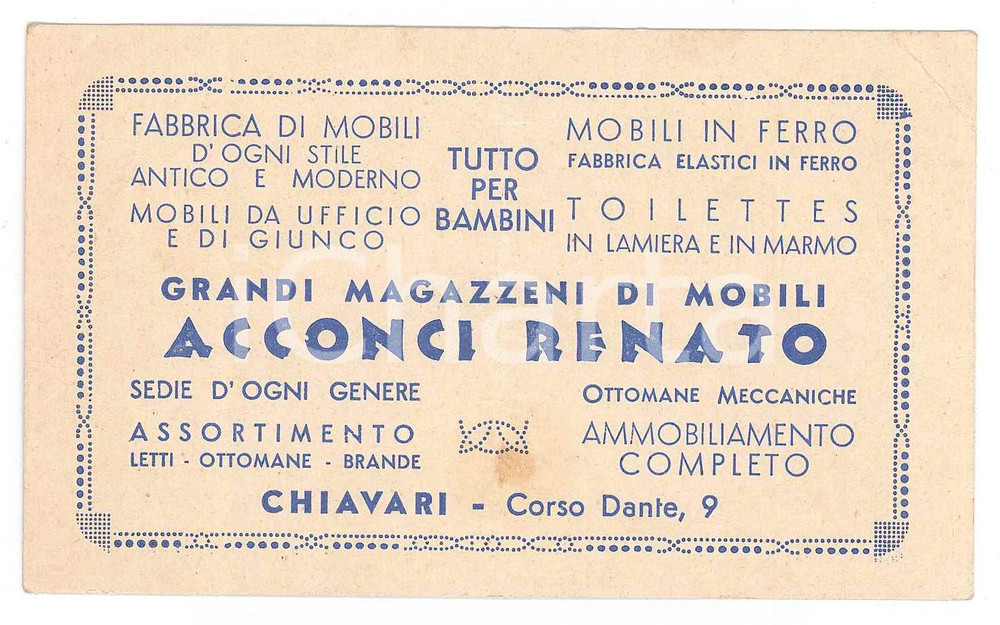 FABBRICA DI MOBILI
D'OGNI STILE
ANTICO E MODERNO
MOBILI DA UFFICIO
E DI GIUNCO
TUTTO
PER
BAMBINI
MOBILI IN FERRO
FABBRICA ELASTICI IN FERRO
TOILETTES
IN LAMIERA E IN MARMO
GRANDI MAGAZZENI DI MOBILI
ACCONCI RENATO
SEDIE D'OGNI GENERE
ASSORTIMENTO
LETTI - OTTOMANE - BRANDE
OTTOMANE MECCANICHE
AMMOBILIAMENTO
COMPLETO
CHIAVARI - Corso Dante, 9
iCharta